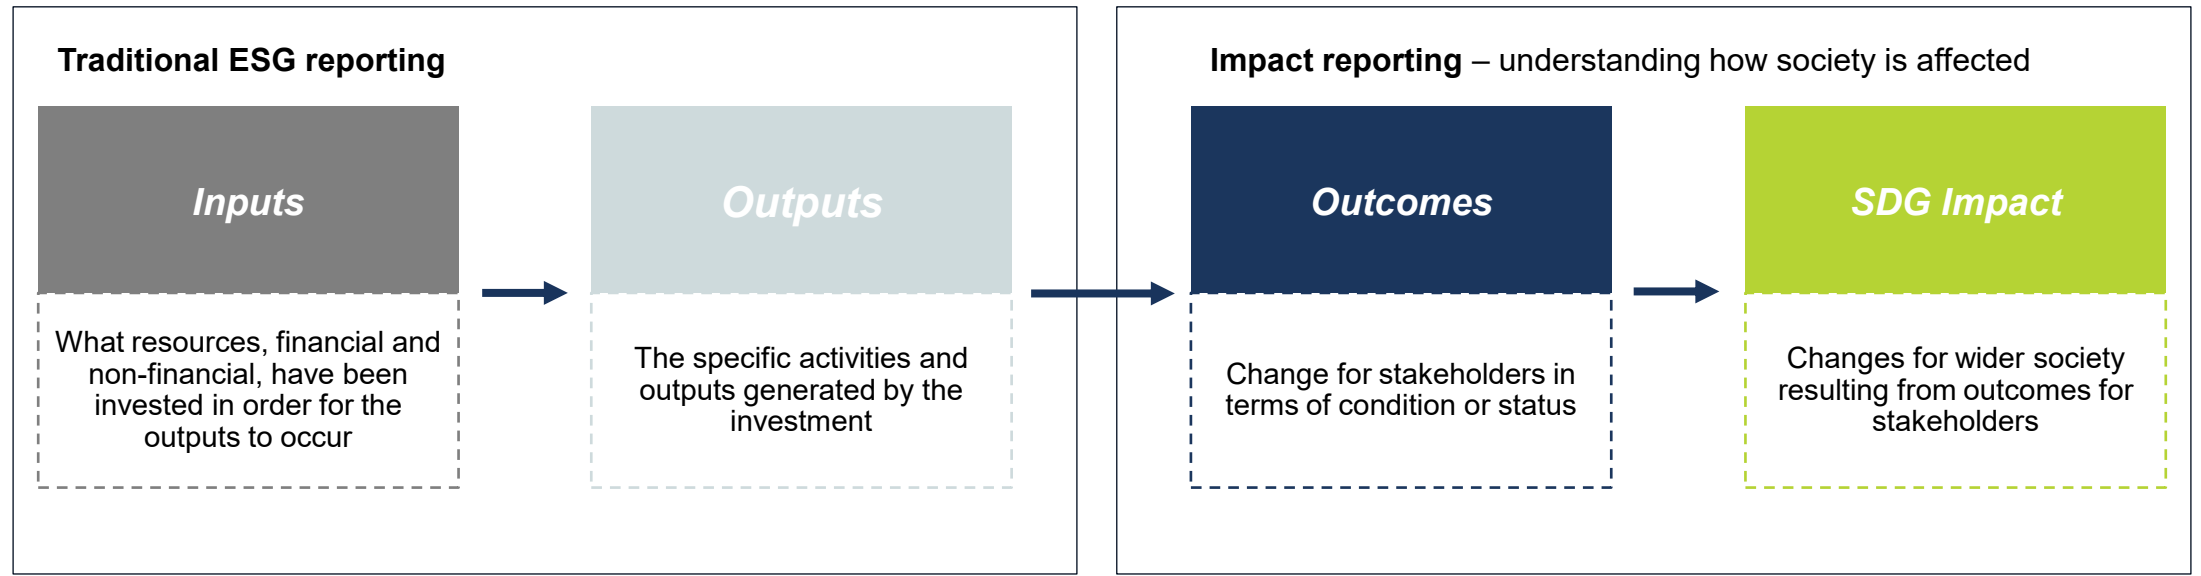 Traditional ESG reporting
Inputs
What resources, financial and
non-financial, have been
invested in order for the
outputs to occur
Outputs
The specific activities and
outputs generated by the
investment
Impact reporting – understanding how society is affected
Outcomes
Change for stakeholders in
terms of condition or status
SDG Impact
Changes for wider society
resulting from outcomes for
stakeholders